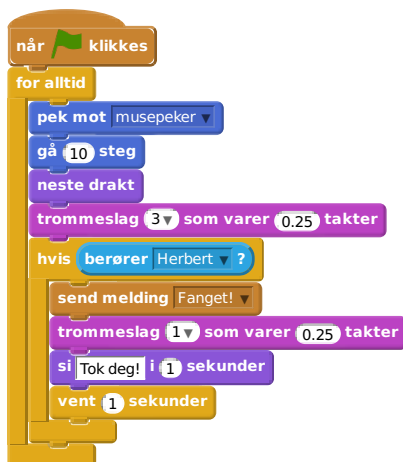 når klikkes
for alltid
pek mot musepeker
gå 10 steg
neste drakt
trommeslag 3 som varer 0.25 takter
hvis berører Herbert ?
send melding Fanget!
trommeslag 1 som varer 0.25 takter
si Tok deg! i 1 sekunder
vent 1 sekunder